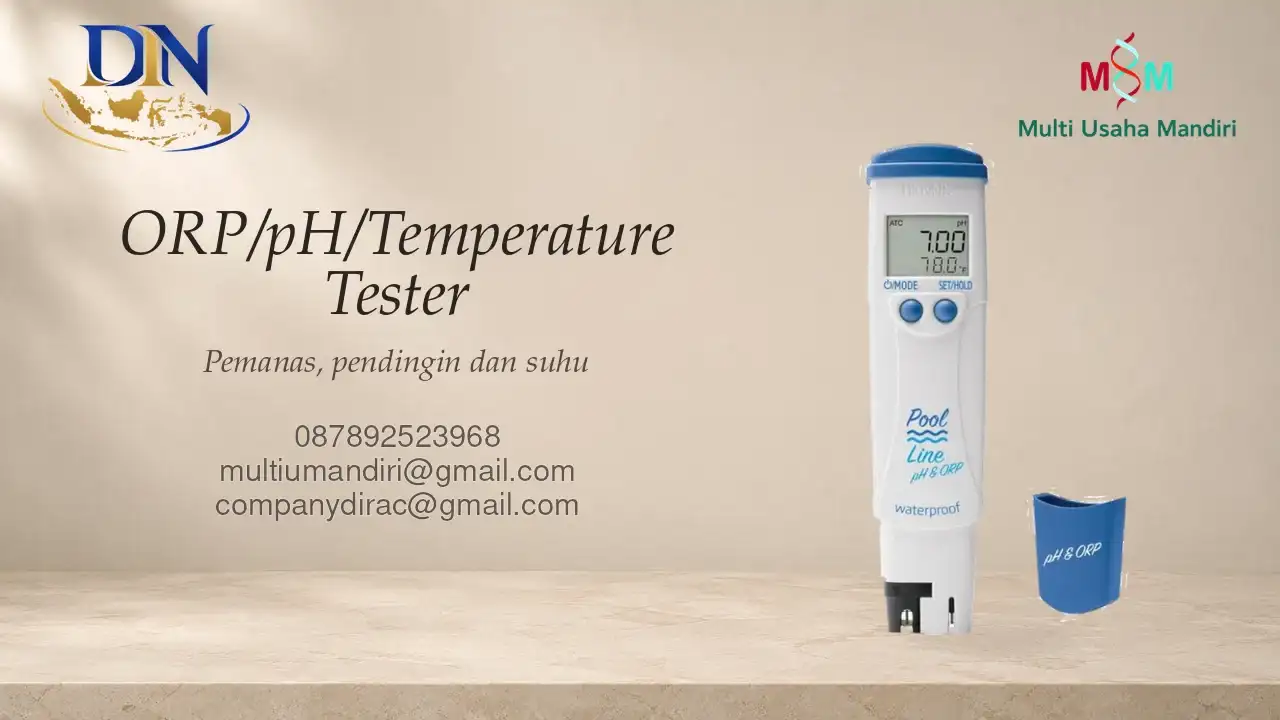 DN
M M
Multi Usaha Mandiri
ORP/pH/Temperature
Tester
Pemanas, pendingin dan suhu
087892523968
multiumandiri@gmail.com
companydirac@gmail.com
ATC pH
7.00
78.0 °F
⏻/MODE SET/HOLD
Pool
Line
pH & ORP
waterproof
pH & ORP